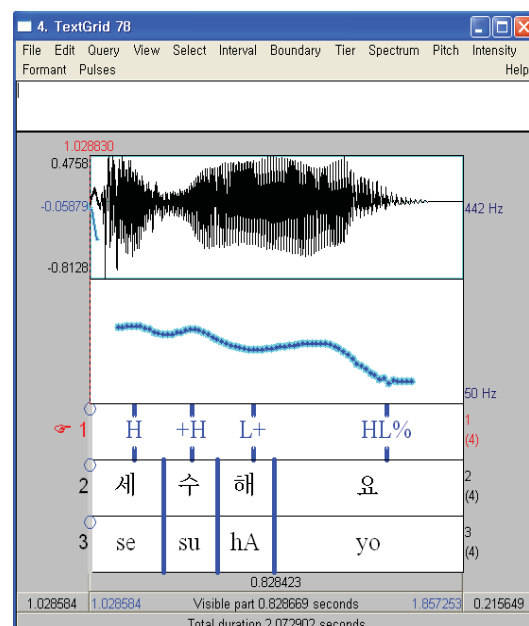 4. TextGrid 78
File Edit Query View Select Interval Boundary Tier Spectrum Pitch Intensity
Formant Pulses Help
1.028830
0.4758
-0.05879
442 Hz
-0.8128
50 Hz
1 H +H L+ HL% 1 (4)
2 세 수 해 요 2 (4)
3 se su hA yo 3 (4)
0.828423
1.028584 1.028584 Visible part 0.828669 seconds 1.857253 0.215649
Total duration 2.072902 seconds